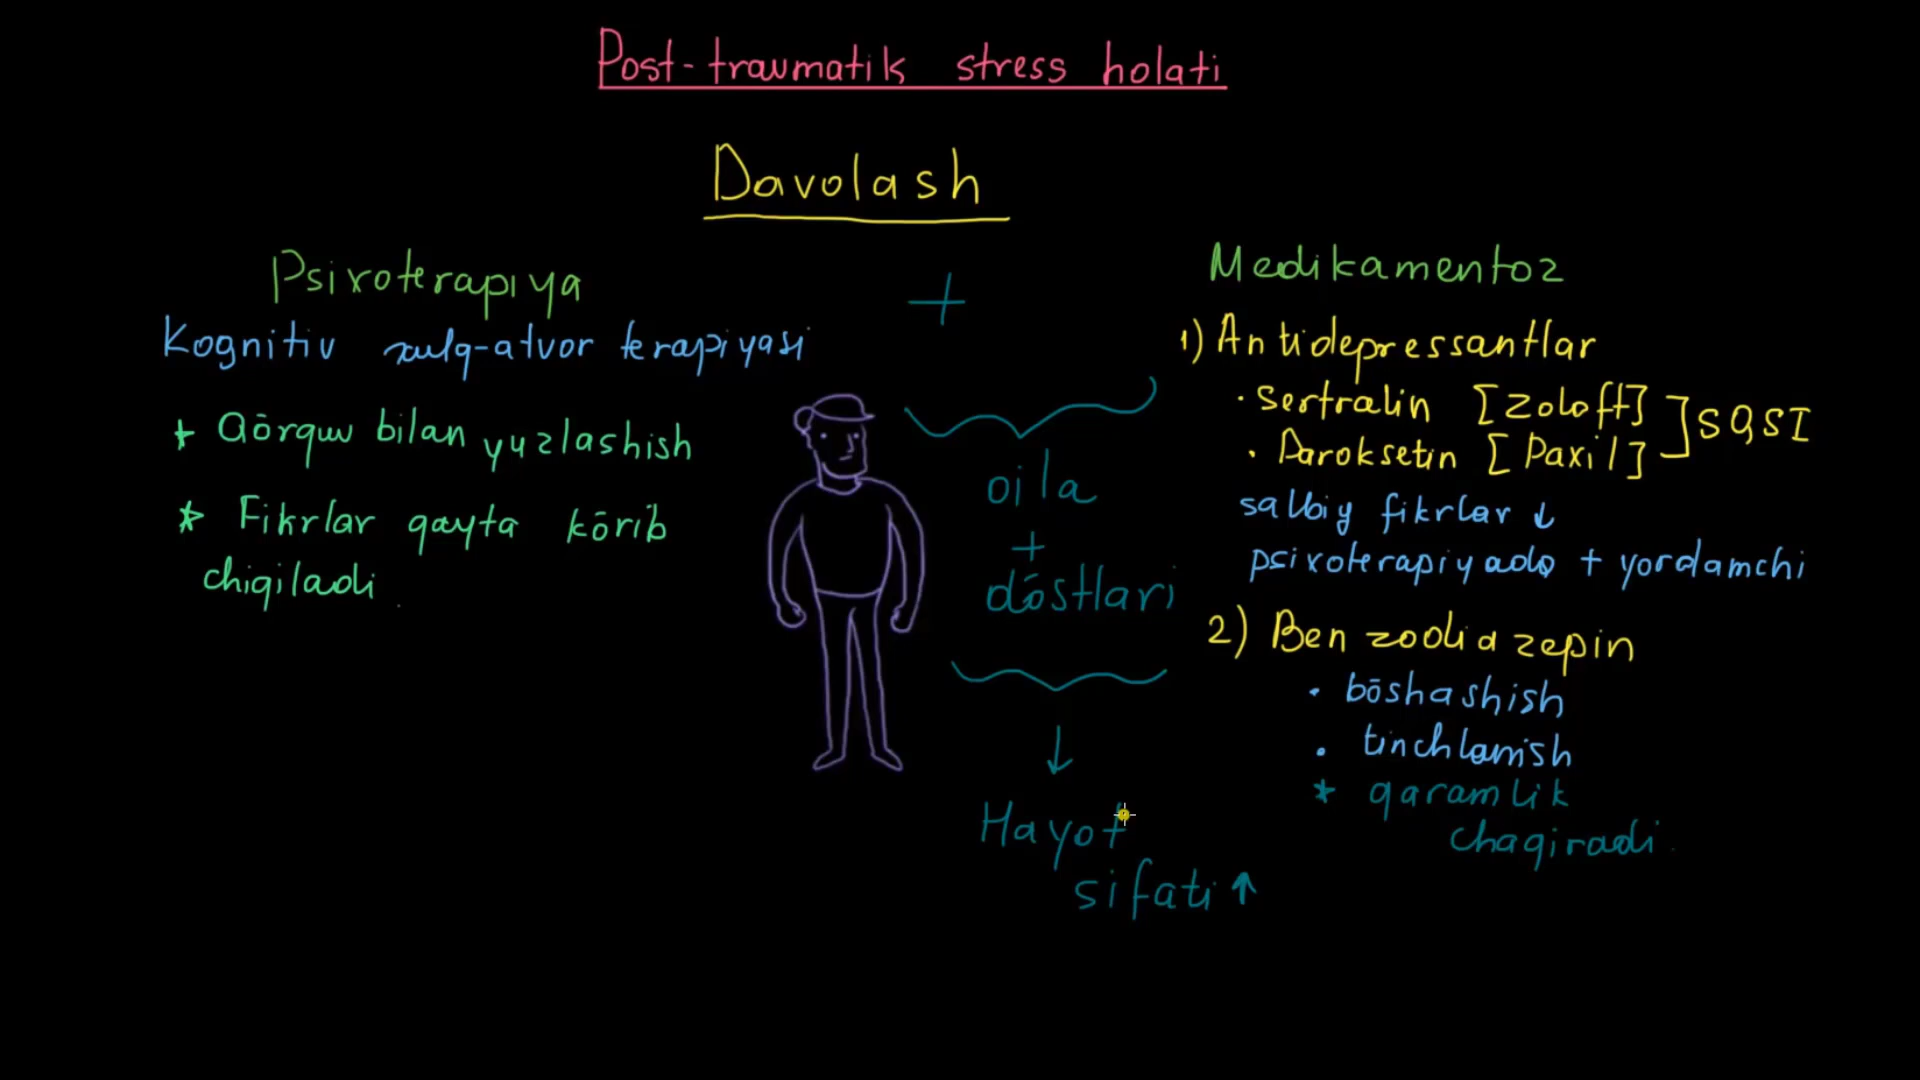 Post-travmatik stress holati
Davolash
Psixoterapiya
Kognitiv xulq-atvor terapiyasi
* Qōrquv bilan yuzlashish
* Fikrlar qayta kōrib
chiqiladi
+
oila
+
dōstlari
↓
Hayot
sifati ↑
Medikamentoz
1) Antidepressantlar
• Sertralin [Zoloft]
• Paroksetin [Paxil]
] SQSI
salbiy fikrlar ↓
psixoterapiyada + yordamchi
2) Benzodiazepin
• bōshashish
• tinchlanish
* qaramlik
chaqiradi